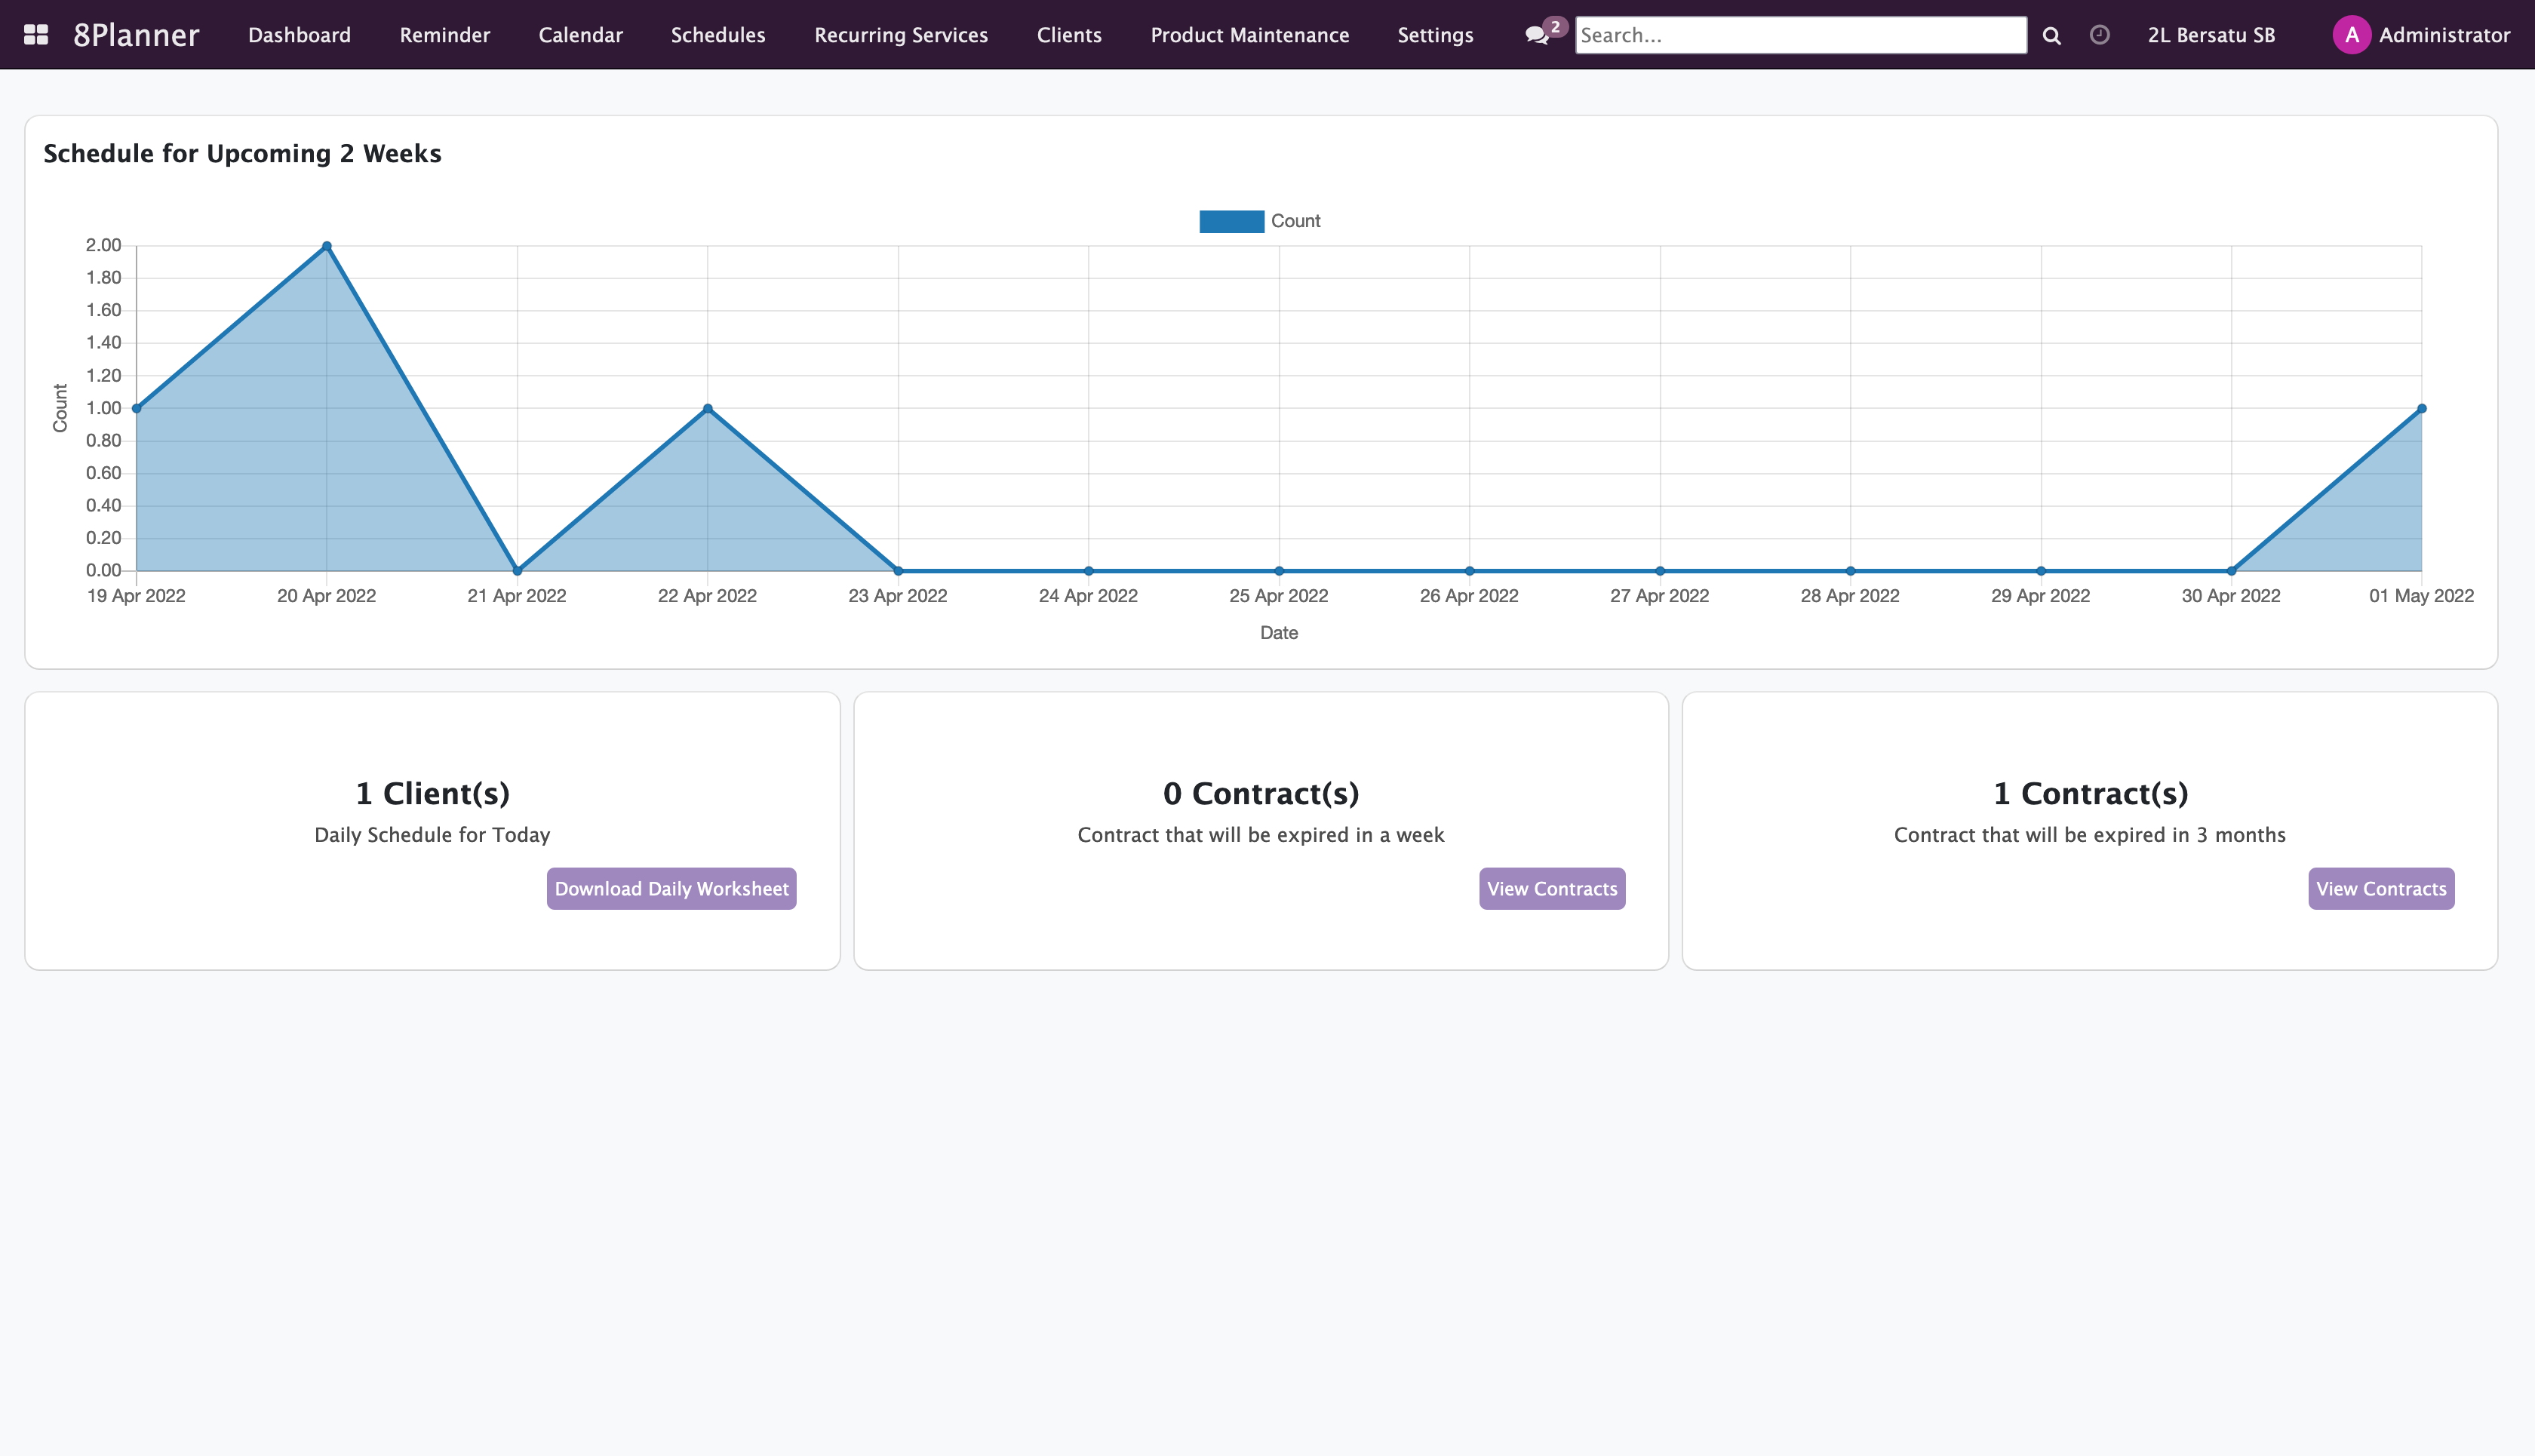 8Planner Dashboard Reminder Calendar Schedules Recurring Services Clients Product Maintenance Settings 2 Search... 2L Bersatu SB A Administrator
Schedule for Upcoming 2 Weeks
Count
2.00
1.80
1.60
1.40
1.20
1.00
0.80
0.60
0.40
0.20
0.00
Count
19 Apr 2022 20 Apr 2022 21 Apr 2022 22 Apr 2022 23 Apr 2022 24 Apr 2022 25 Apr 2022 26 Apr 2022 27 Apr 2022 28 Apr 2022 29 Apr 2022 30 Apr 2022 01 May 2022
Date
1 Client(s)
Daily Schedule for Today
Download Daily Worksheet
0 Contract(s)
Contract that will be expired in a week
View Contracts
1 Contract(s)
Contract that will be expired in 3 months
View Contracts